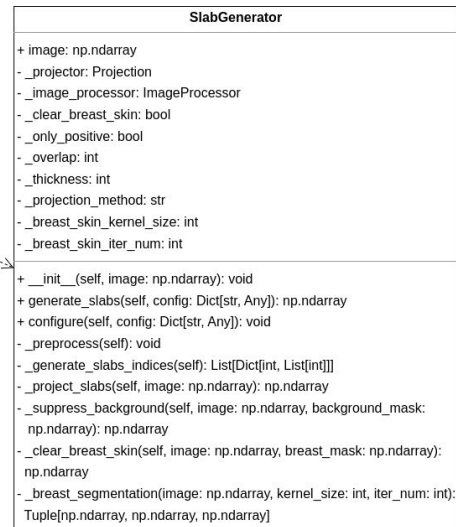 SlabGenerator
+ image: np.ndarray
- _projector: Projection
- _image_processor: ImageProcessor
- _clear_breast_skin: bool
- _only_positive: bool
- _overlap: int
- _thickness: int
- _projection_method: str
- _breast_skin_kernel_size: int
- _breast_skin_iter_num: int
+ __init__(self, image: np.ndarray): void
+ generate_slabs(self, config: Dict[str, Any]): np.ndarray
+ configure(self, config: Dict[str, Any]): void
- _preprocess(self): void
- _generate_slabs_indices(self): List[Dict[int, List[int]]]
- _project_slabs(self, image: np.ndarray): np.ndarray
- _suppress_background(self, image: np.ndarray, background_mask:
np.ndarray): np.ndarray
- _clear_breast_skin(self, image: np.ndarray, breast_mask: np.ndarray):
np.ndarray
- _breast_segmentation(image: np.ndarray, kernel_size: int, iter_num: int):
Tuple[np.ndarray, np.ndarray, np.ndarray]